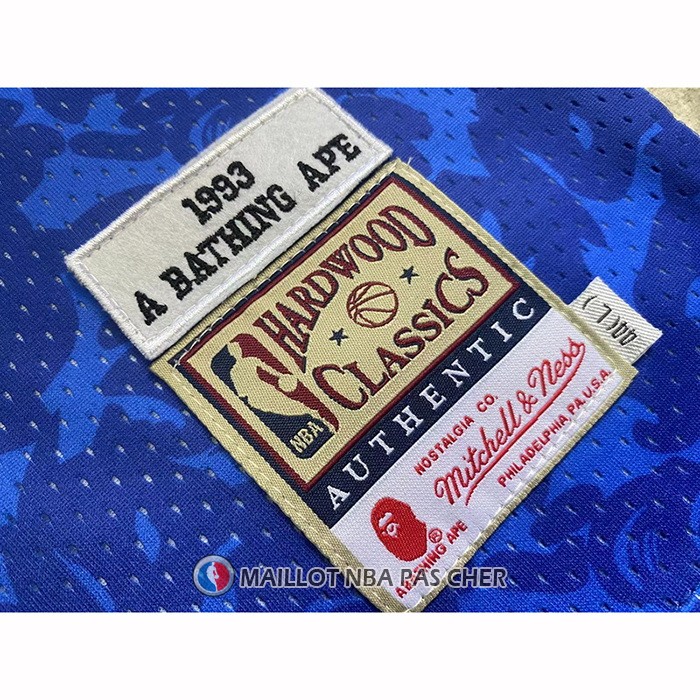 1993
A BATHING APE
HARDWOOD
CLASSICS
NBA
AUTHENTIC
NOSTALGIA CO.
Mitchell & Ness
PHILADELPHIA, PA. U.S.A.
®
A BATHING APE
MAILLOT NBA PAS CHER